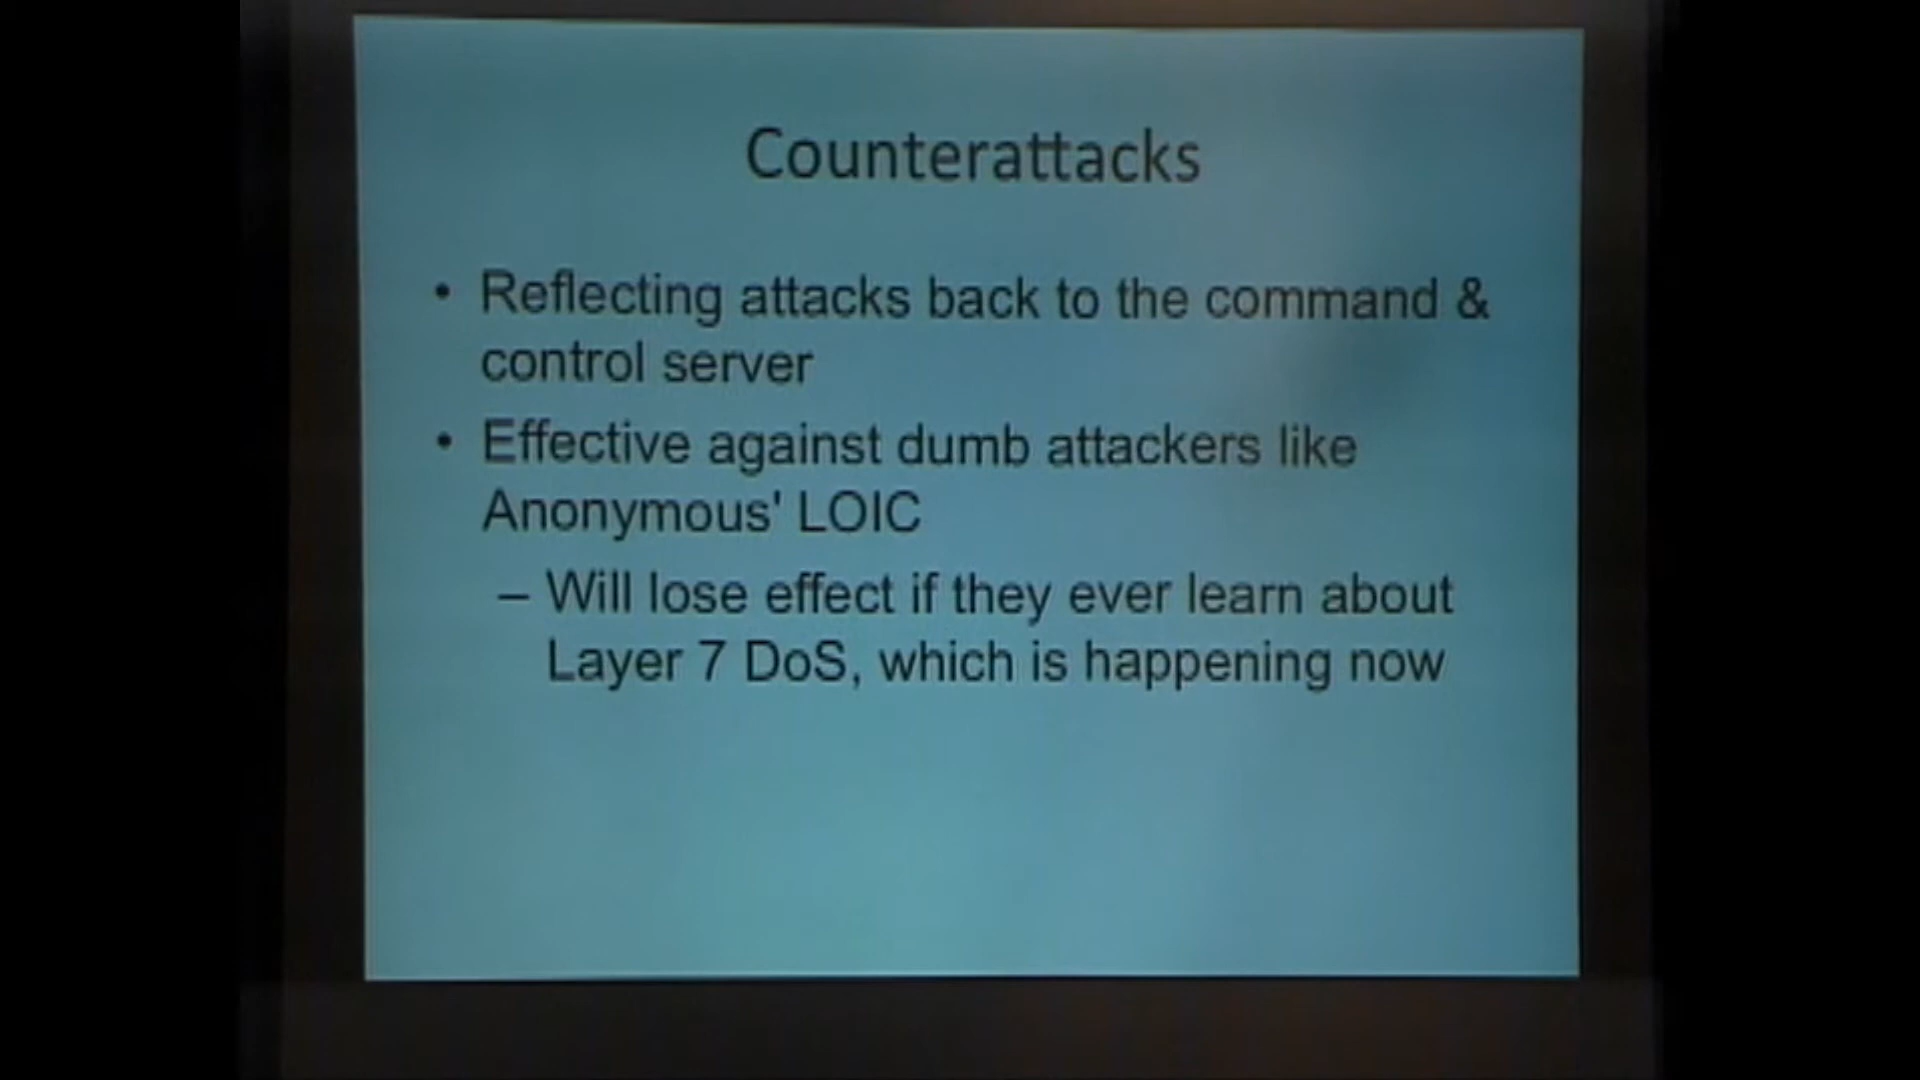 Counterattacks
• Reflecting attacks back to the command &
control server
• Effective against dumb attackers like
Anonymous' LOIC
– Will lose effect if they ever learn about
Layer 7 DoS, which is happening now